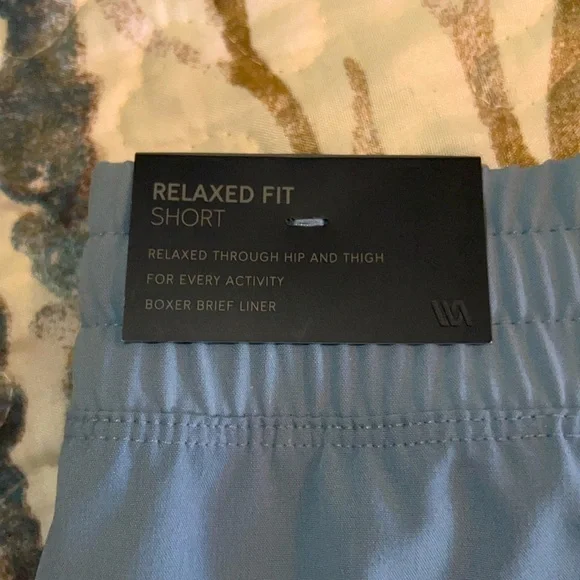 RELAXED FIT
SHORT
RELAXED THROUGH HIP AND THIGH
FOR EVERY ACTIVITY
BOXER BRIEF LINER